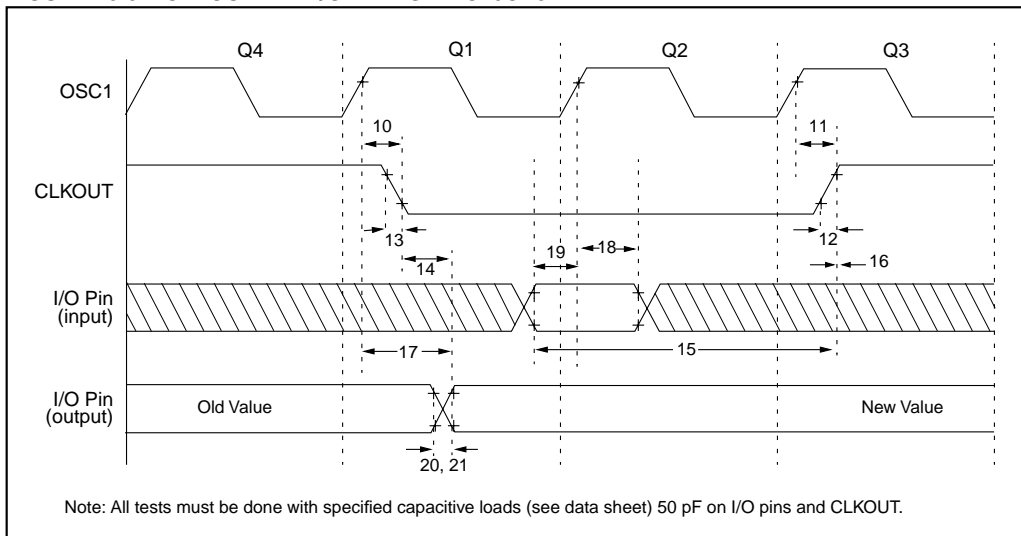 Q4 Q1 Q2 Q3
OSC1
10 11
CLKOUT
13 12
14 19 18 16
I/O Pin
(input)
17 15
I/O Pin
(output)
Old Value New Value
20, 21
Note: All tests must be done with specified capacitive loads (see data sheet) 50 pF on I/O pins and CLKOUT.